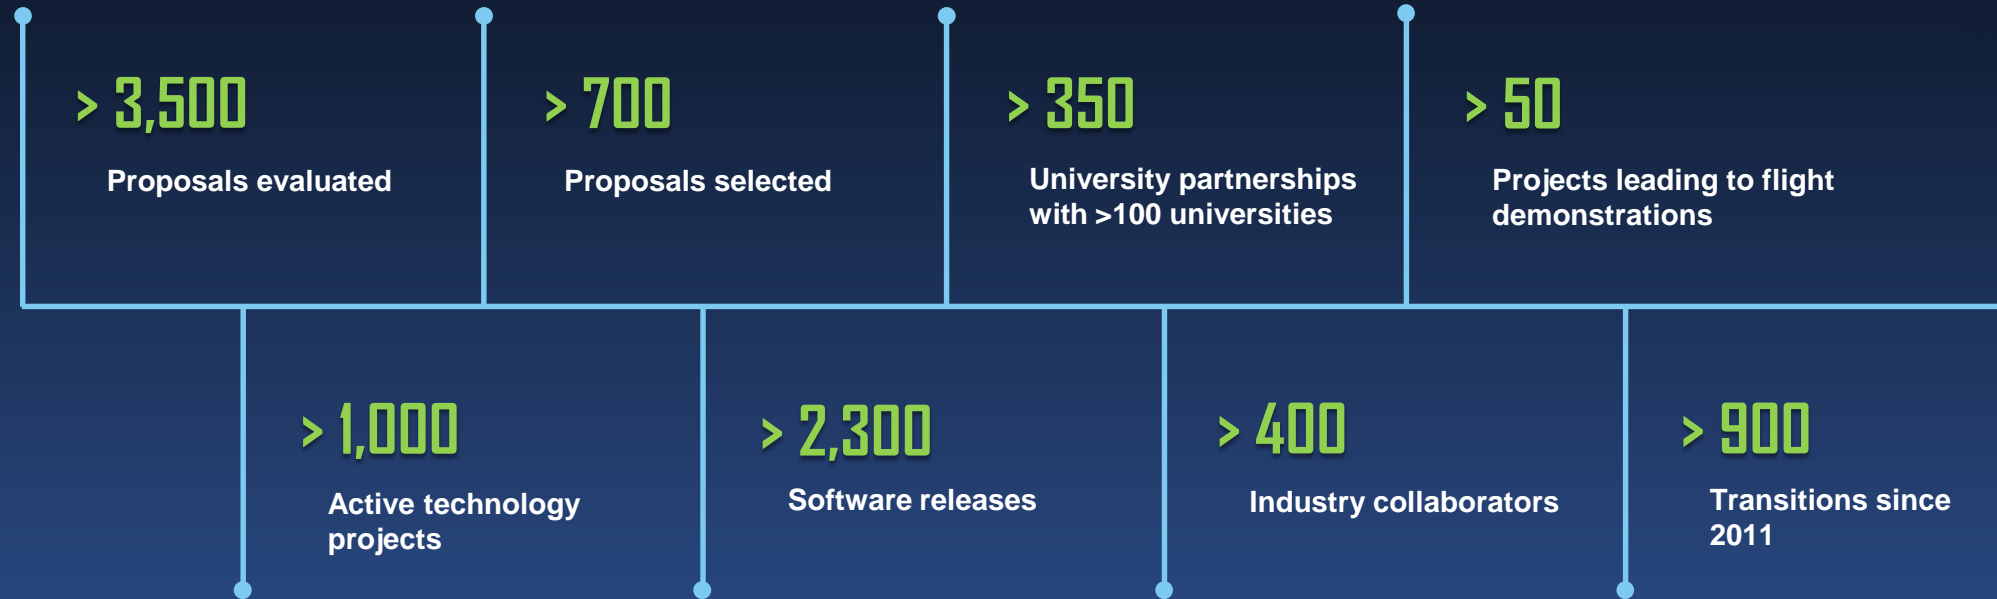 > 3,500
Proposals evaluated
> 700
Proposals selected
> 350
University partnerships
with >100 universities
> 50
Projects leading to flight
demonstrations
> 1,000
Active technology
projects
> 2,300
Software releases
> 400
Industry collaborators
> 900
Transitions since
2011